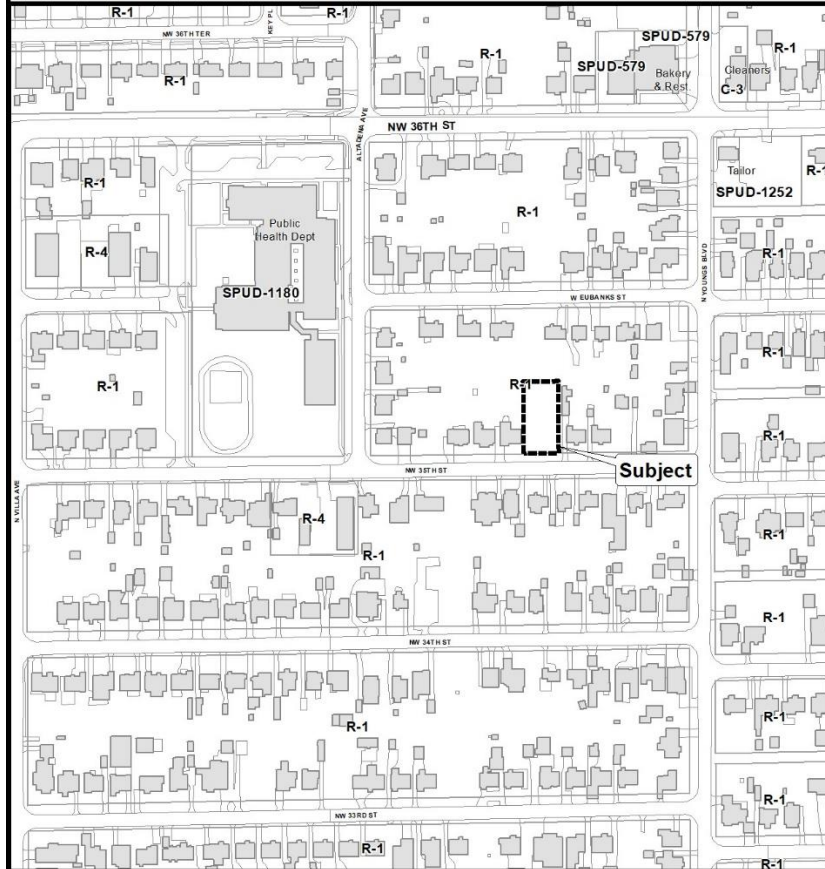 R-1
R-1
KEY PL
NW 36TH TER
SPUD-579
R-1
R-1
SPUD-579
R-1
Bakery
& Rest.
Cleaners
C-3
ALTADENA AVE
NW 36TH ST
R-1
Tailor
R-1
SPUD-1252
R-1
Public
Health Dept
R-4
R-1
N YOUNGS BLVD
SPUD-1180
W EUBANKS ST
R-1
R-1
R-1
R-1
Subject
NW 35TH ST
N VILLA AVE
R-4
R-1
R-1
R-1
NW 34TH ST
R-1
R-1
R-1
NW 33RD ST
R-1
R-1